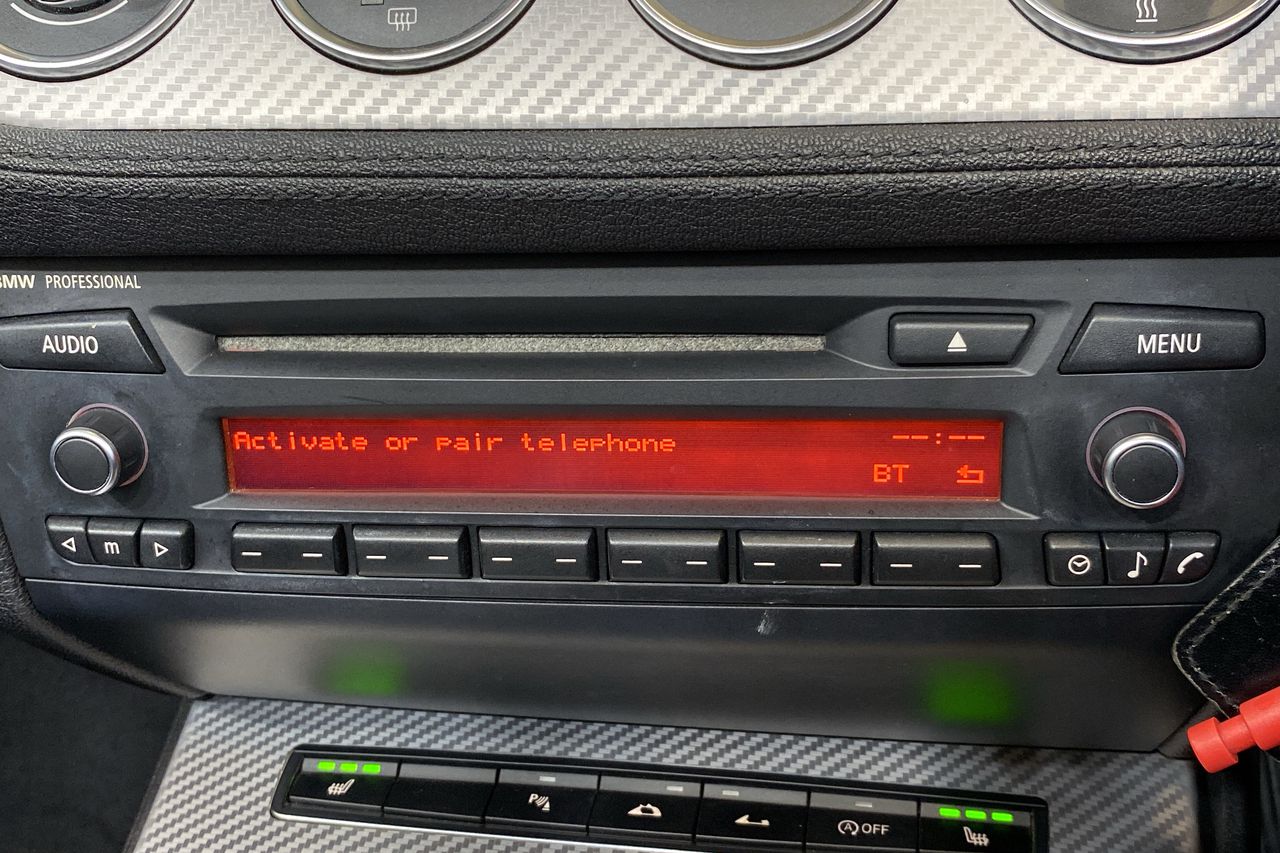 BMW PROFESSIONAL
AUDIO
MENU
Activate or pair telephone
--:--
BT
m
P
A OFF